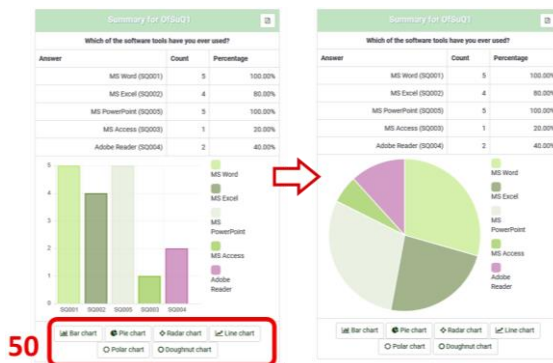 Summary for OfSuQ1
Which of the software tools have you ever used?
Answer Count Percentage
MS Word (SQ001) 5 100.00%
MS Excel (SQ002) 4 80.00%
MS PowerPoint (SQ005) 5 100.00%
MS Access (SQ003) 1 20.00%
Adobe Reader (SQ004) 2 40.00%
5
4
3
2
1
0
SQ001 SQ002 SQ005 SQ003 SQ004
MS Word
MS Excel
MS
PowerPoint
MS Access
Adobe
Reader
50
Bar chart Pie chart Radar chart Line chart
Polar chart Doughnut chart
Summary for OfSuQ1
Which of the software tools have you ever used?
Answer Count Percentage
MS Word (SQ001) 5 100.00%
MS Excel (SQ002) 4 80.00%
MS PowerPoint (SQ005) 5 100.00%
MS Access (SQ003) 1 20.00%
Adobe Reader (SQ004) 2 40.00%
MS Word
MS Excel
MS
PowerPoint
MS Access
Adobe
Reader
Bar chart Pie chart Radar chart Line chart
Polar chart Doughnut chart